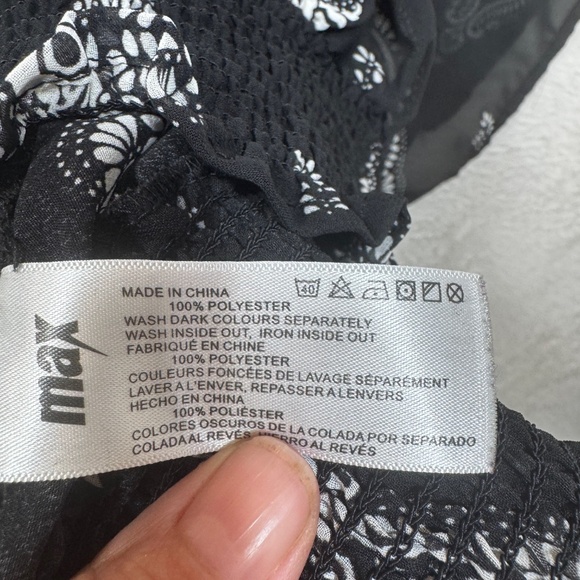 max
40
MADE IN CHINA
100% POLYESTER
WASH DARK COLOURS SEPARATELY
WASH INSIDE OUT, IRON INSIDE OUT
FABRIQUÉ EN CHINE
100% POLYESTER
COULEURS FONCÉES DE LAVAGE SÉPARÉMENT
LAVER A L'ENVER, REPASSER A LENVERS
HECHO EN CHINA
100% POLIÉSTER
COLORES OSCUROS DE LA COLADA POR SEPARADO
COLADA AL REVÉS, HIERRO AL REVÉS